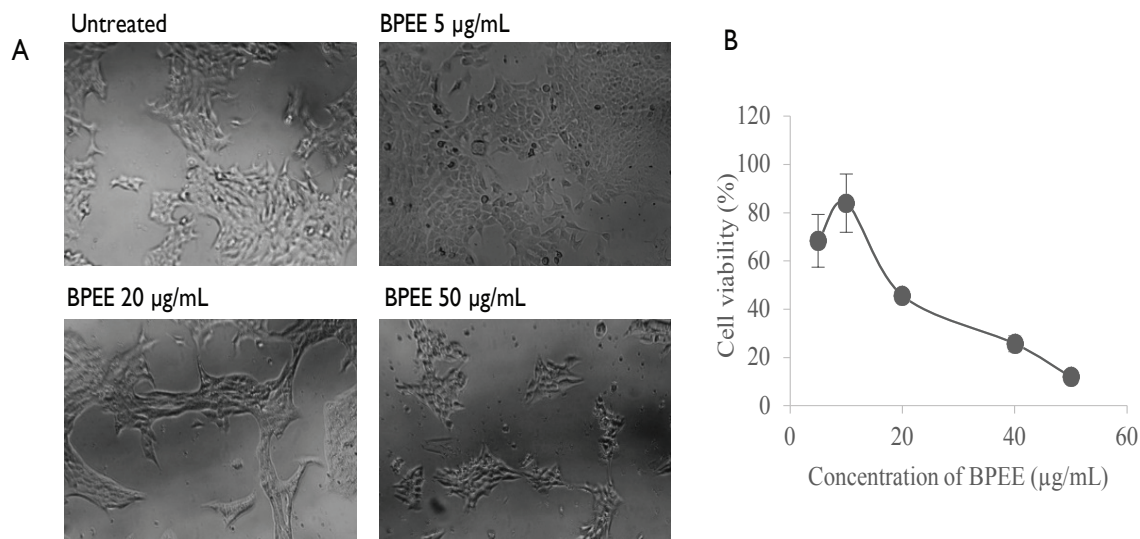 A
Untreated
BPEE 5 µg/mL
BPEE 20 µg/mL
BPEE 50 µg/mL
B
120
100
80
60
40
20
0
0 20 40 60
Cell viability (%)
Concentration of BPEE (µg/mL)